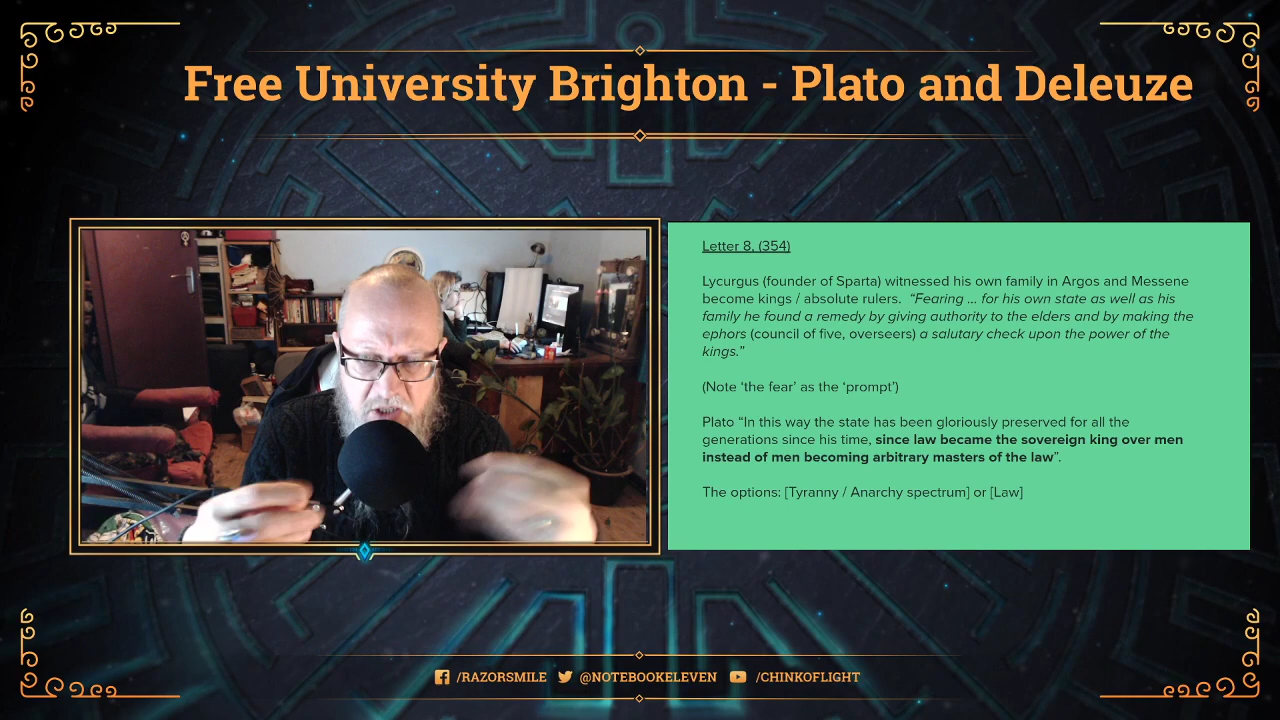 Free University Brighton - Plato and Deleuze
Letter 8, (354)
Lycurgus (founder of Sparta) witnessed his own family in Argos and Messene
become kings / absolute rulers.  “Fearing ... for his own state as well as his
family he found a remedy by giving authority to the elders and by making the
ephors (council of five, overseers) a salutary check upon the power of the
kings.”
(Note ‘the fear’ as the ‘prompt’)
Plato “In this way the state has been gloriously preserved for all the
generations since his time, since law became the sovereign king over men
instead of men becoming arbitrary masters of the law”.
The options: [Tyranny / Anarchy spectrum] or [Law]
/RAZORSMILE @NOTEBOOKELEVEN /CHINKOFLIGHT